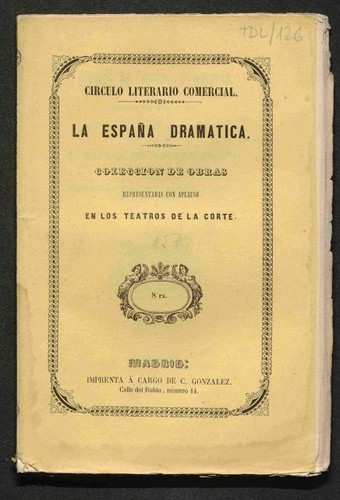 TDL/126
CIRCULO LITERARIO COMERCIAL.
LA ESPAÑA DRAMATICA.
COLECCION DE OBRAS
REPRESENTADAS CON APLAUSO
EN LOS TEATROS DE LA CORTE.
8 rs.
MADRID:
IMPRENTA Á CARGO DE C. GONZALEZ.
Calle del Rubio, número 14.